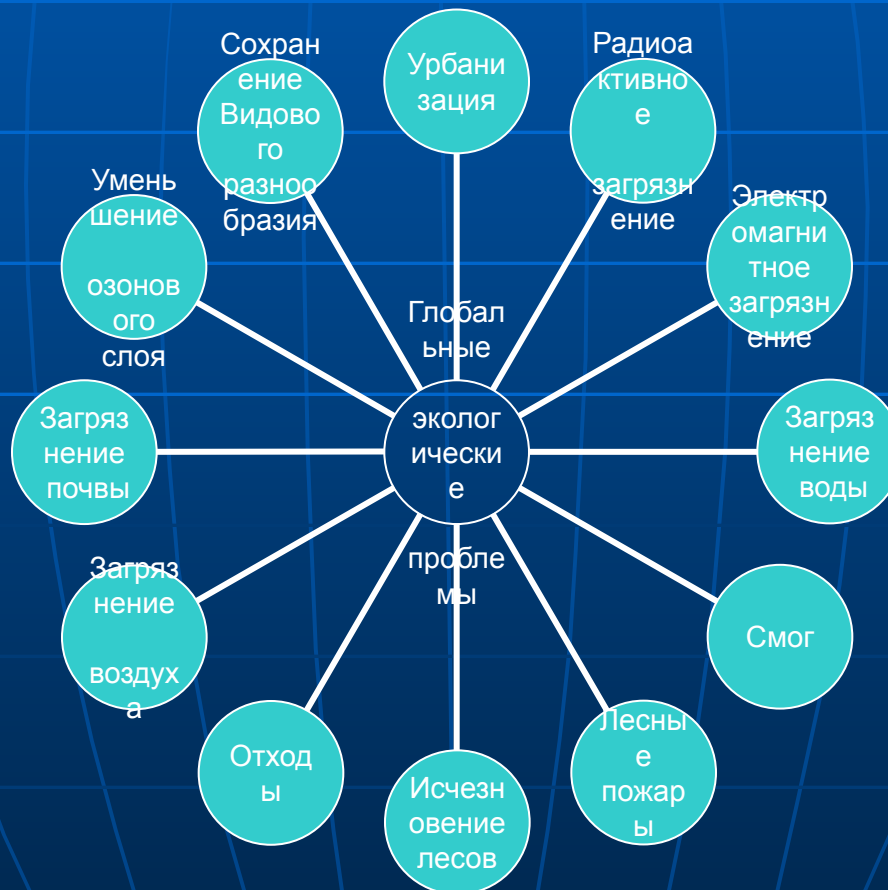 Урбани
зация
Радиоа
ктивно
е
загрязн
ение
Электр
омагни
тное
загрязн
ение
Загряз
нение
воды
Смог
Лесны
е
пожар
ы
Исчезн
овение
лесов
Отход
ы
Загряз
нение
воздух
а
Загряз
нение
почвы
Умень
шение
озонов
ого
слоя
Сохран
ение
Видово
го
разноо
бразия
Глобал
ьные
эколог
ически
е
пробле
мы